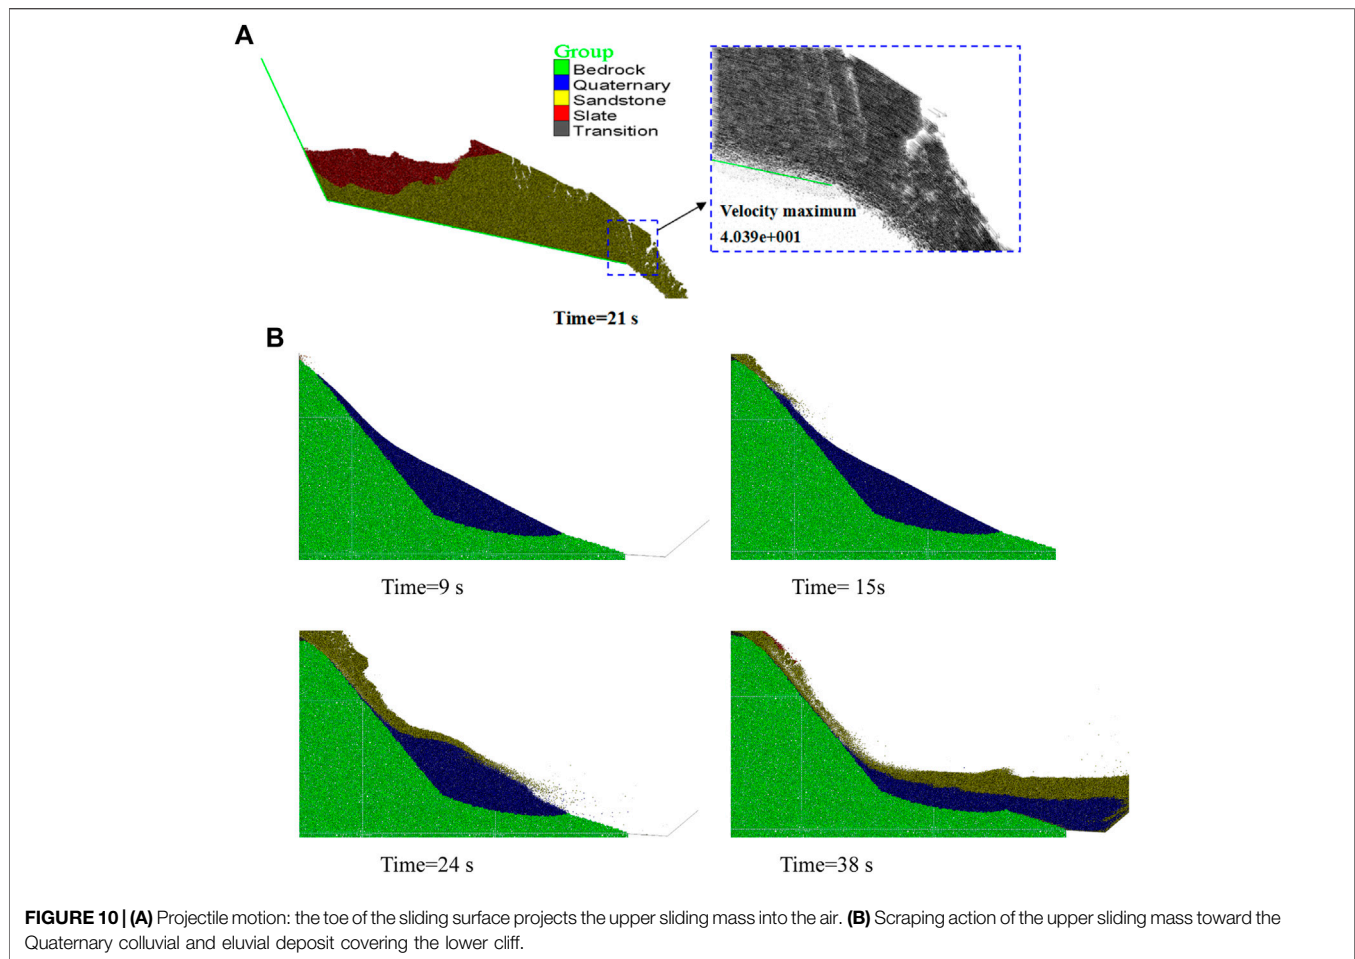 A
Group
Bedrock
Quaternary
Sandstone
Slate
Transition
Velocity maximum
4.039e+001
Time=21 s
B
Time=9 s
Time= 15s
Time=24 s
Time=38 s
FIGURE 10 | (A) Projectile motion: the toe of the sliding surface projects the upper sliding mass into the air. (B) Scraping action of the upper sliding mass toward the
Quaternary colluvial and eluvial deposit covering the lower cliff.